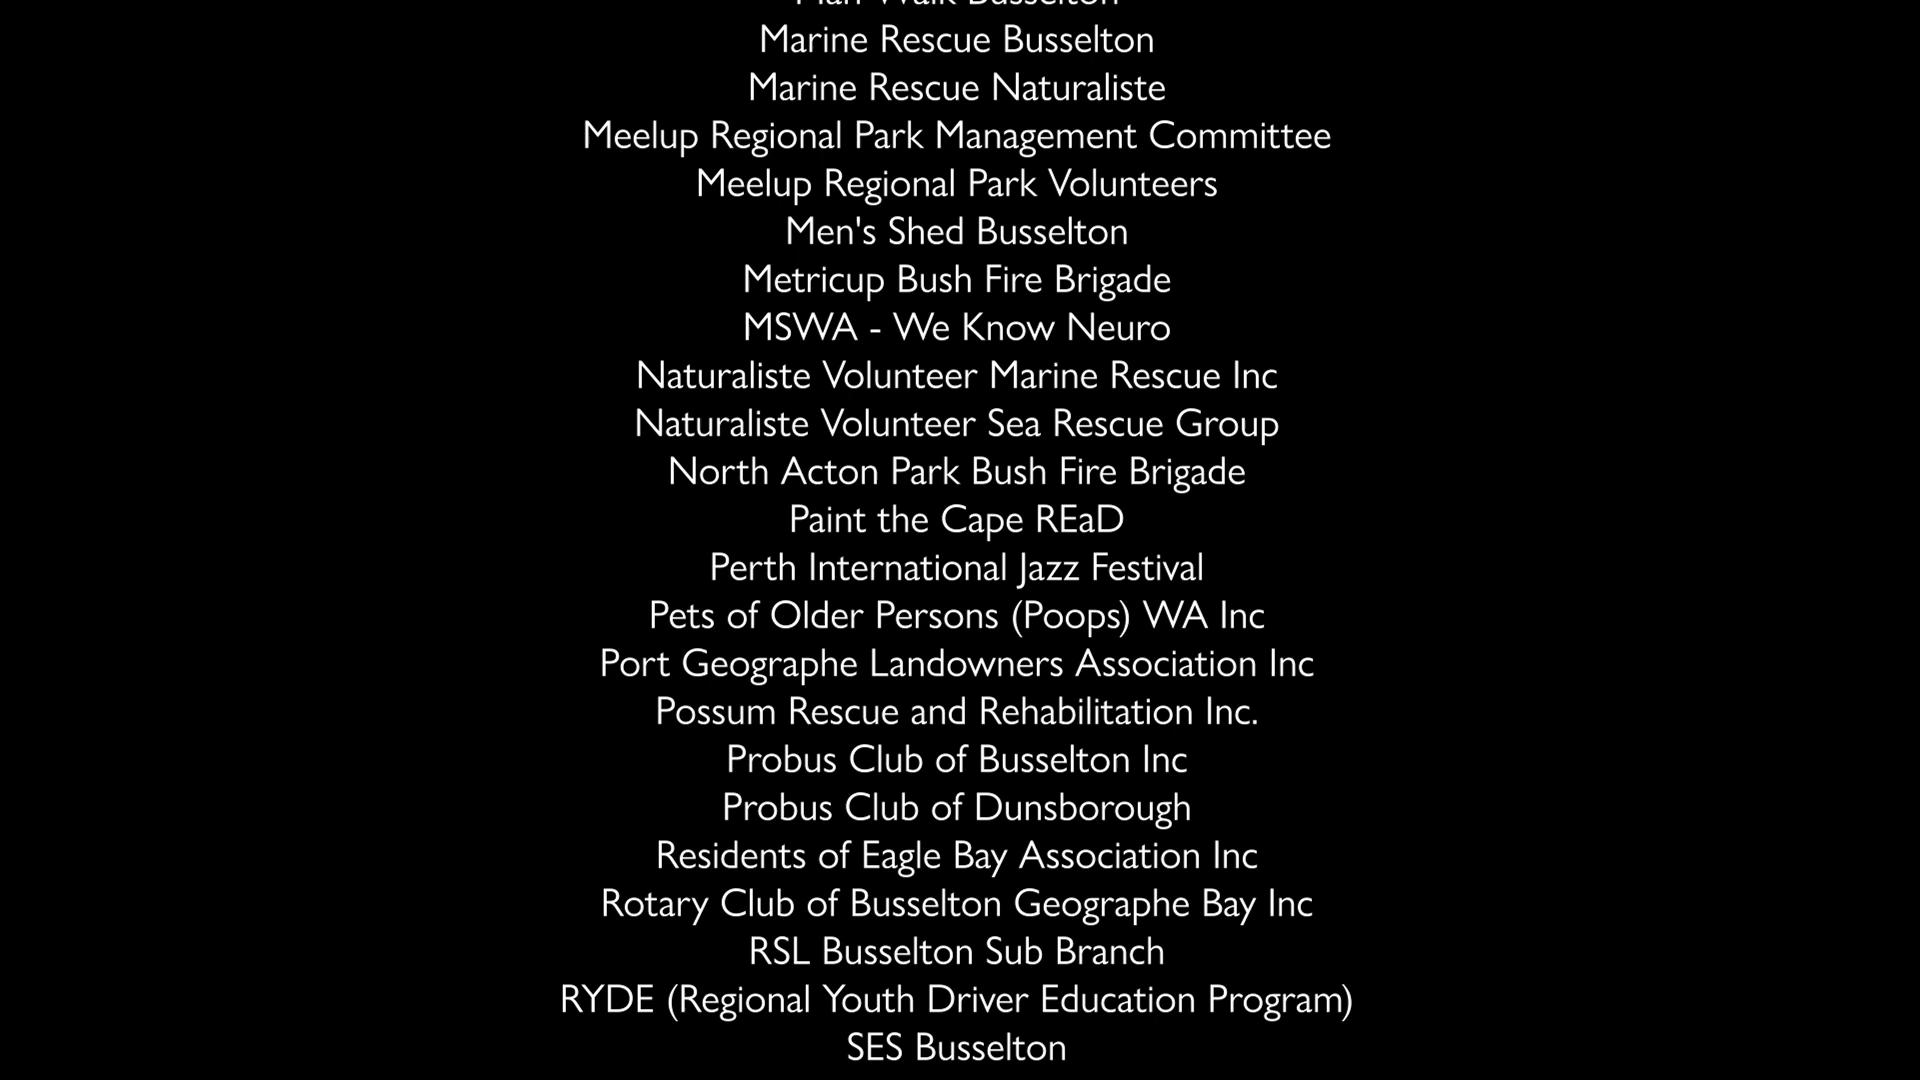 Man Walk Busselton
Marine Rescue Busselton
Marine Rescue Naturaliste
Meelup Regional Park Management Committee
Meelup Regional Park Volunteers
Men's Shed Busselton
Metricup Bush Fire Brigade
MSWA - We Know Neuro
Naturaliste Volunteer Marine Rescue Inc
Naturaliste Volunteer Sea Rescue Group
North Acton Park Bush Fire Brigade
Paint the Cape REaD
Perth International Jazz Festival
Pets of Older Persons (Poops) WA Inc
Port Geographe Landowners Association Inc
Possum Rescue and Rehabilitation Inc.
Probus Club of Busselton Inc
Probus Club of Dunsborough
Residents of Eagle Bay Association Inc
Rotary Club of Busselton Geographe Bay Inc
RSL Busselton Sub Branch
RYDE (Regional Youth Driver Education Program)
SES Busselton